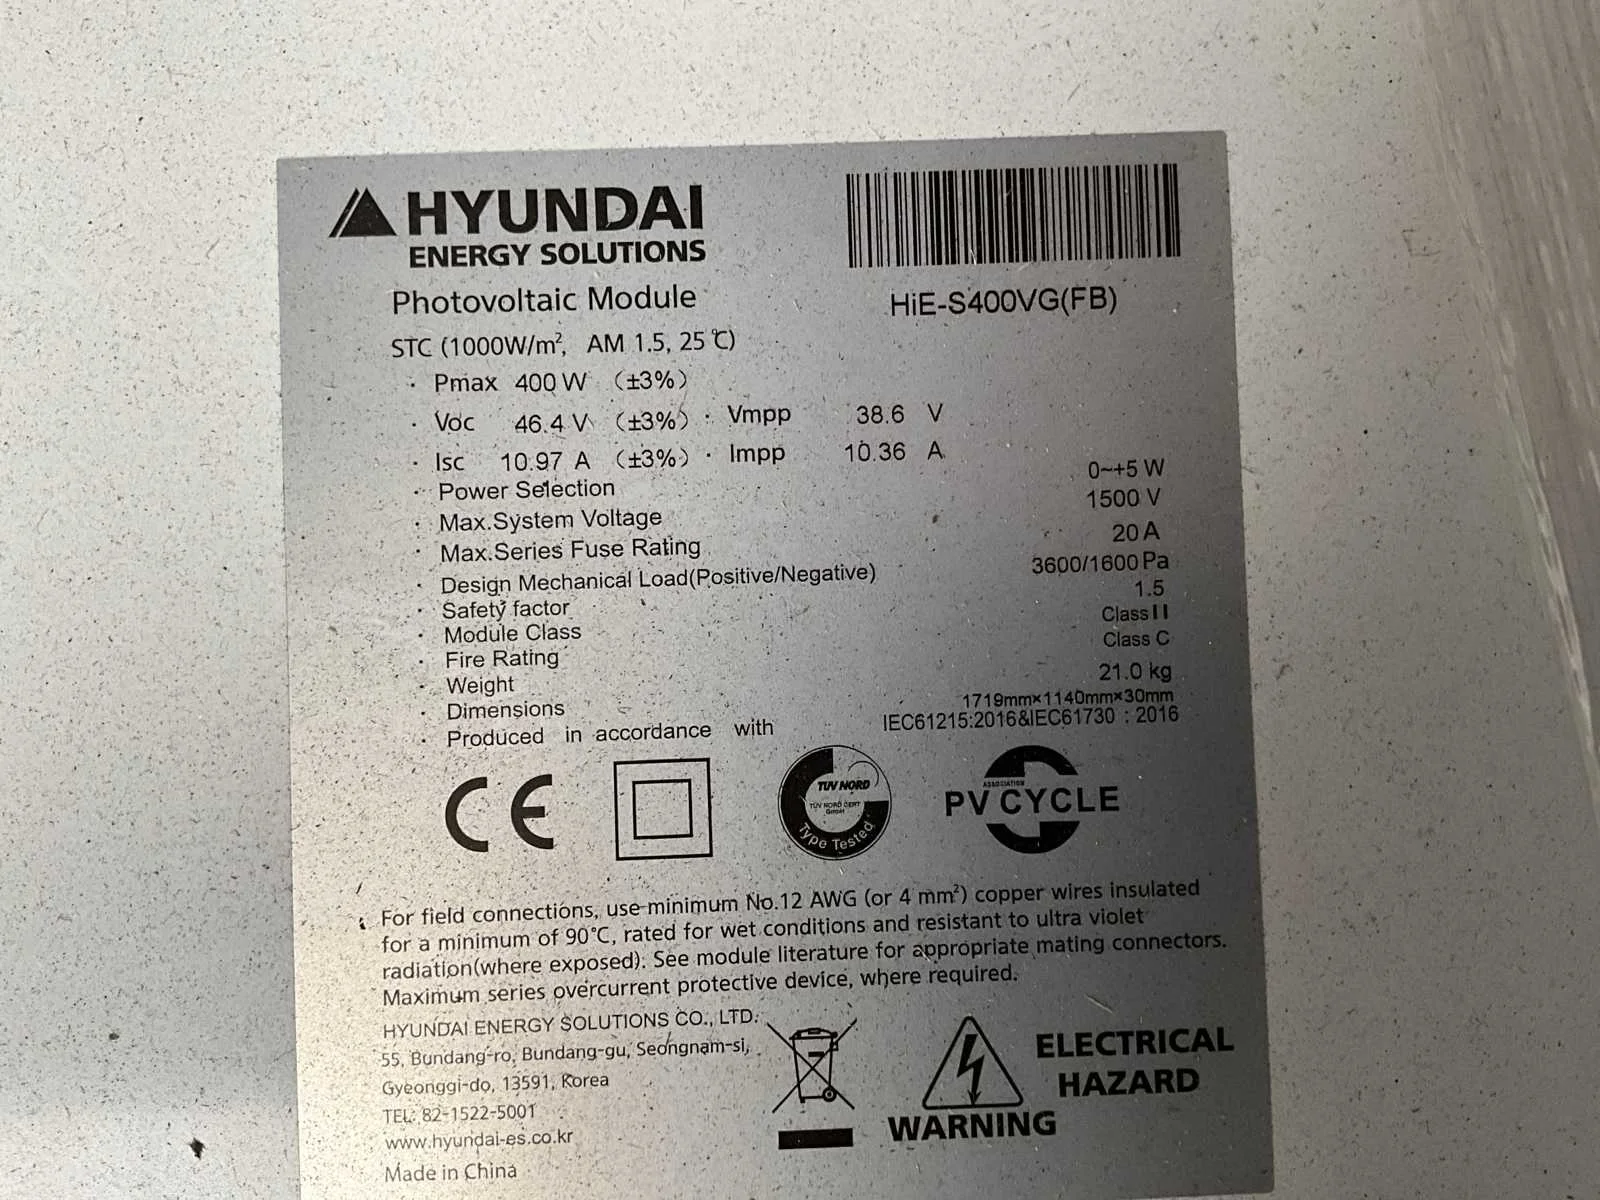 HYUNDAI
ENERGY SOLUTIONS
Photovoltaic Module
HiE-S400VG(FB)
STC (1000W/m², AM 1.5, 25℃)
· Pmax 400 W (±3%)
· Voc 46.4 V (±3%) · Vmpp 38.6 V
· Isc 10.97 A (±3%) · Impp 10.36 A
· Power Selection 0~+5 W
· Max.System Voltage 1500 V
· Max.Series Fuse Rating 20 A
· Design Mechanical Load(Positive/Negative) 3600/1600 Pa
· Safety factor 1.5
· Module Class Class II
· Fire Rating Class C
· Weight 21.0 kg
· Dimensions 1719mm×1140mm×30mm
· Produced in accordance with IEC61215:2016&IEC61730 : 2016
CE
TÜV NORD
TÜV NORD CERT
GmbH
Type Tested
ASSOCIATION
PV CYCLE
For field connections, use minimum No.12 AWG (or 4 mm²) copper wires insulated
for a minimum of 90℃, rated for wet conditions and resistant to ultra violet
radiation(where exposed). See module literature for appropriate mating connectors.
Maximum series overcurrent protective device, where required.
HYUNDAI ENERGY SOLUTIONS CO., LTD.
55, Bundang-ro, Bundang-gu, Seongnam-si,
Gyeonggi-do, 13591, Korea
TEL: 82-1522-5001
www.hyundai-es.co.kr
Made in China
ELECTRICAL
HAZARD
WARNING